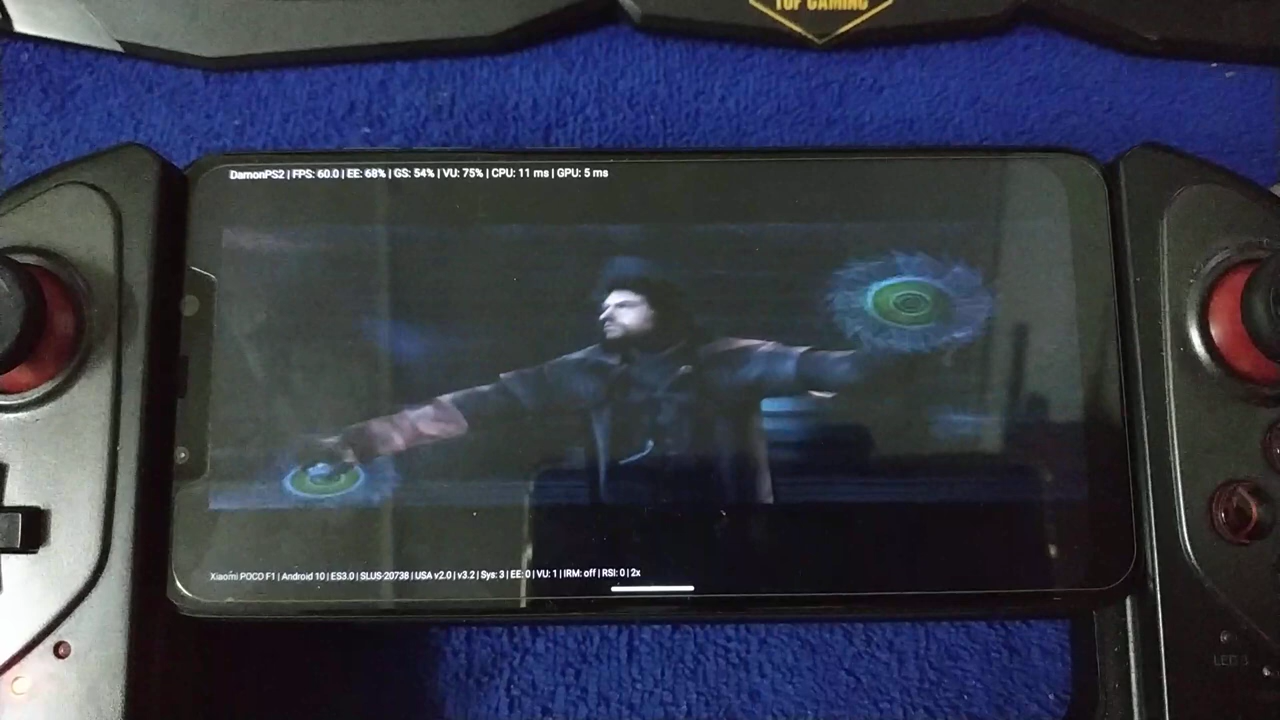 TOP GAMING
DamonPS2 | FPS: 60.0 | EE: 68% | GS: 54% | VU: 75% | CPU: 11 ms | GPU: 5 ms
Xiaomi POCO F1 | Android 10 | ES3.0 | SLUS-20738 | USA v2.0 | v3.2 | Sys: 3 | EE: 0 | VU: 1 | IRM: off | RSI: 0 | 2x
LED